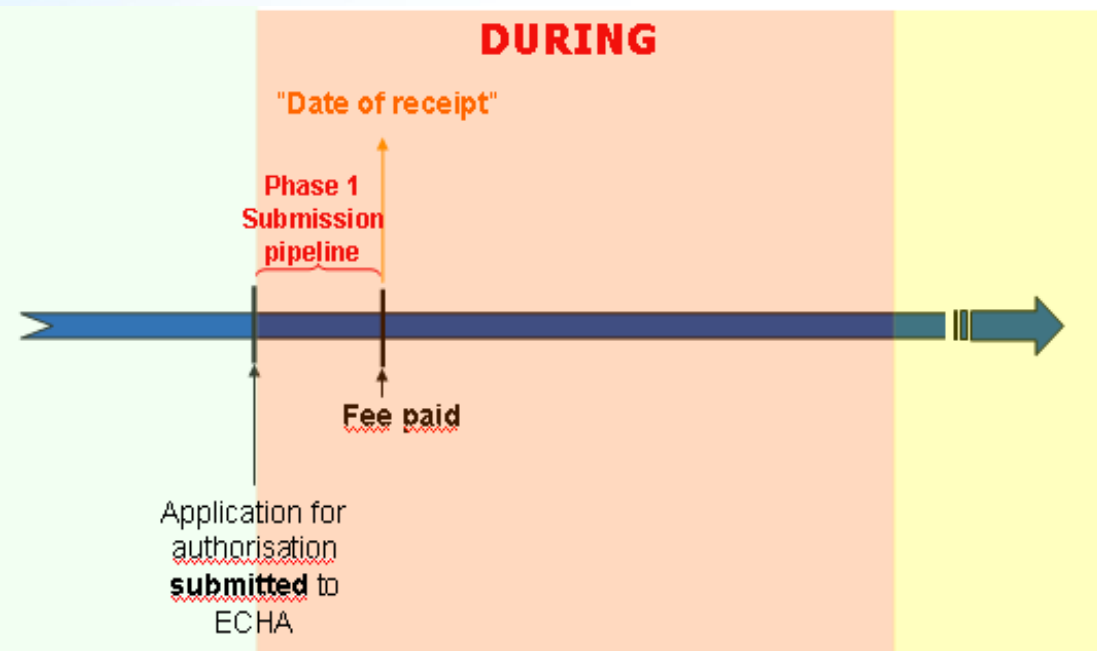 DURING
"Date of receipt"
Phase 1
Submission
pipeline
Fee paid
Application for
authorisation
submitted to
ECHA